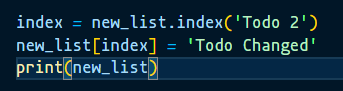 index = new_list.index('Todo 2')
new_list[index] = 'Todo Changed'
print(new_list)